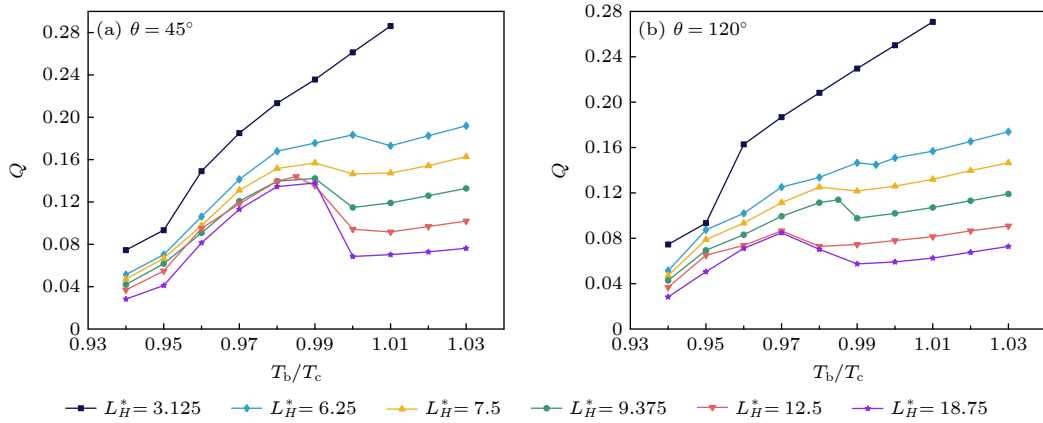 (a) θ = 45°
0.28
0.24
0.20
0.16
0.12
0.08
0.04
0
Q
0.93 0.95 0.97 0.99 1.01 1.03
T_b/T_c
(b) θ = 120°
0.28
0.24
0.20
0.16
0.12
0.08
0.04
0
Q
0.93 0.95 0.97 0.99 1.01 1.03
T_b/T_c
L*_H = 3.125 L*_H = 6.25 L*_H = 7.5 L*_H = 9.375 L*_H = 12.5 L*_H = 18.75